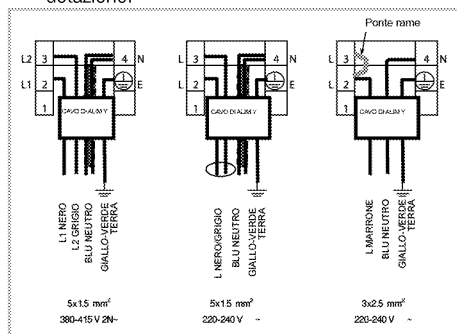 dotazione.
Ponte rame
L2 3 4 N
L1 2 E
1
CAVO DI ALIM Y
L1 NERO
L2 GRIGIO
BLU NEUTRO
GIALLO-VERDE
TERRA
5x1.5 mm²
380-415 V 2N~
L 3 4 N
L 2 E
1
CAVO DI ALIM Y
L NERO/GRIGIO
BLU NEUTRO
GIALLO-VERDE
TERRA
5x1.5 mm²
220-240 V ~
L 3 4 N
L 2 E
1
CAVO DI ALIM Y
L MARRONE
BLU NEUTRO
GIALLO-VERDE
TERRA
3x2.5 mm²
220-240 V ~